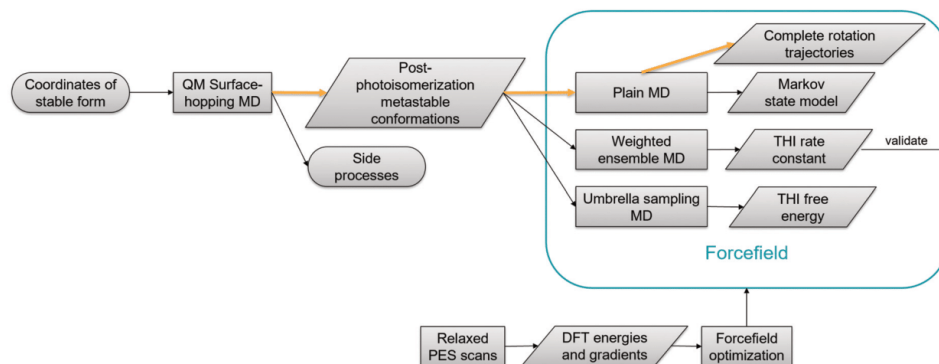 Complete rotation
trajectories
Coordinates of
stable form
QM Surface-
hopping MD
Post-
photoisomerization
metastable
conformations
Plain MD
Markov
state model
Side
processes
Weighted
ensemble MD
THI rate
constant
validate
Umbrella sampling
MD
THI free
energy
Forcefield
Relaxed
PES scans
DFT energies
and gradients
Forcefield
optimization